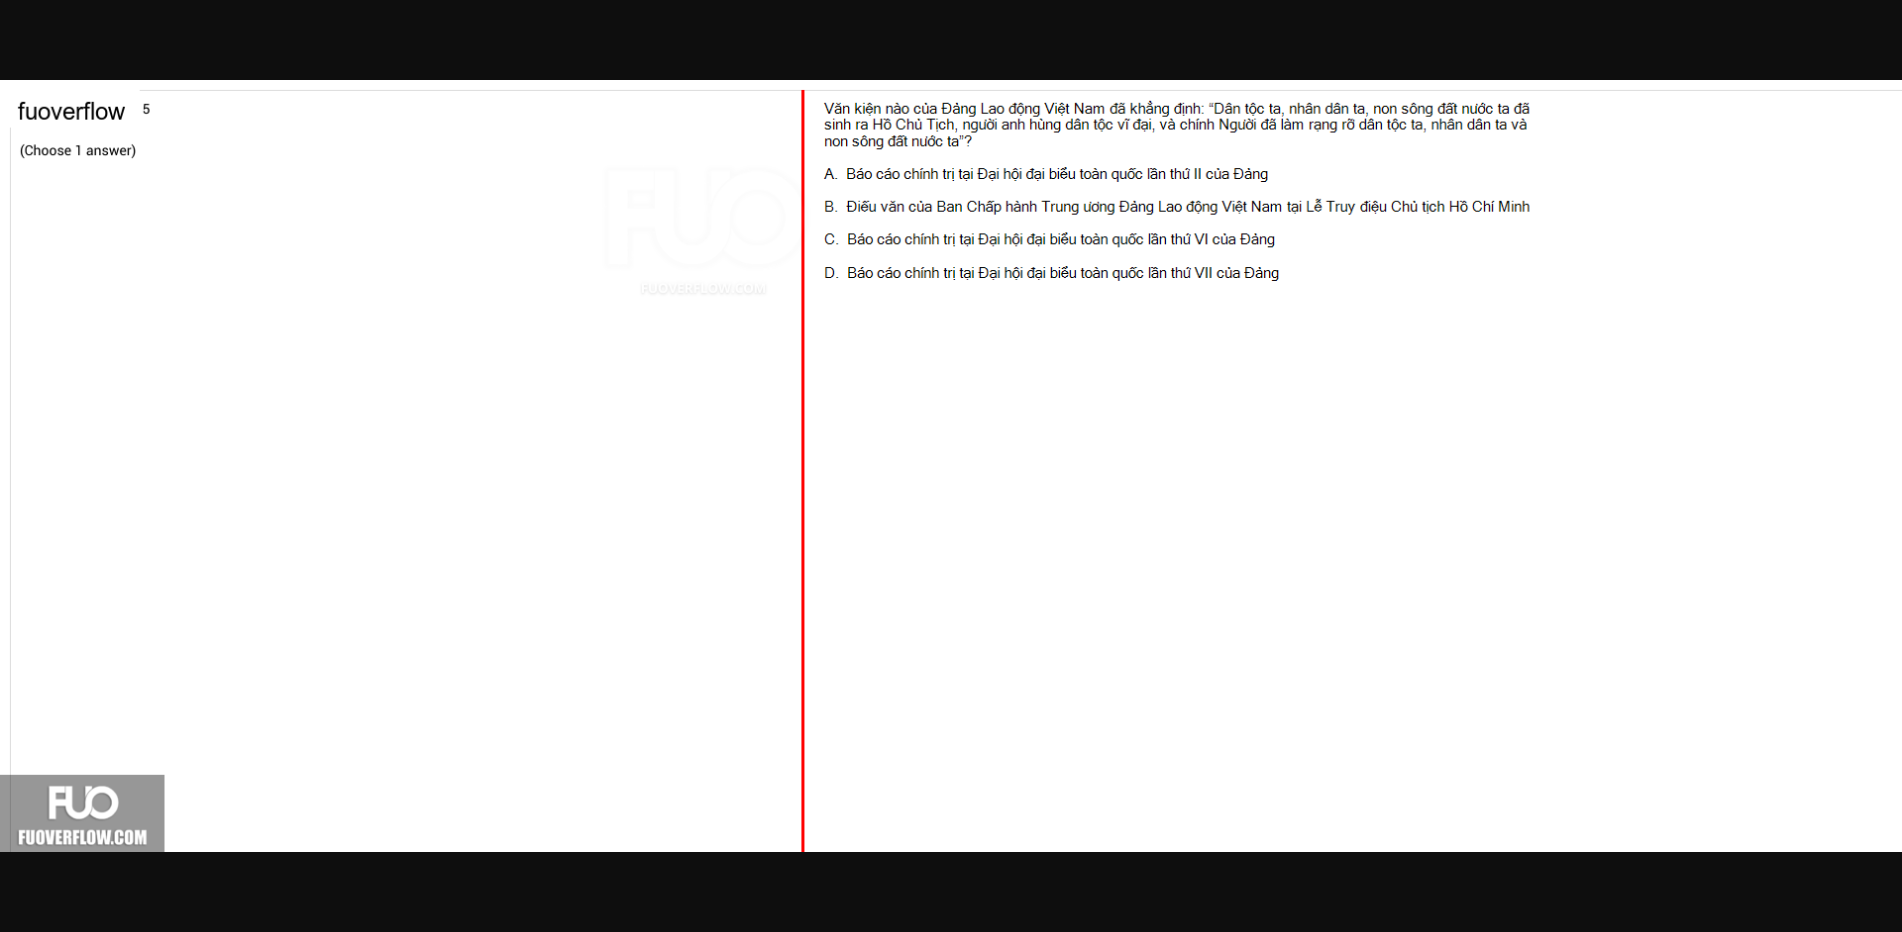 fuoverflow 5
(Choose 1 answer)
Văn kiện nào của Đảng Lao động Việt Nam đã khẳng định: “Dân tộc ta, nhân dân ta, non sông đất nước ta đã
sinh ra Hồ Chủ Tịch, người anh hùng dân tộc vĩ đại, và chính Người đã làm rạng rỡ dân tộc ta, nhân dân ta và
non sông đất nước ta”?
A. Báo cáo chính trị tại Đại hội đại biểu toàn quốc lần thứ II của Đảng
B. Điếu văn của Ban Chấp hành Trung ương Đảng Lao động Việt Nam tại Lễ Truy điệu Chủ tịch Hồ Chí Minh
C. Báo cáo chính trị tại Đại hội đại biểu toàn quốc lần thứ VI của Đảng
D. Báo cáo chính trị tại Đại hội đại biểu toàn quốc lần thứ VII của Đảng
FUO
FUOVERFLOW.COM
FUO
FUOVERFLOW.COM